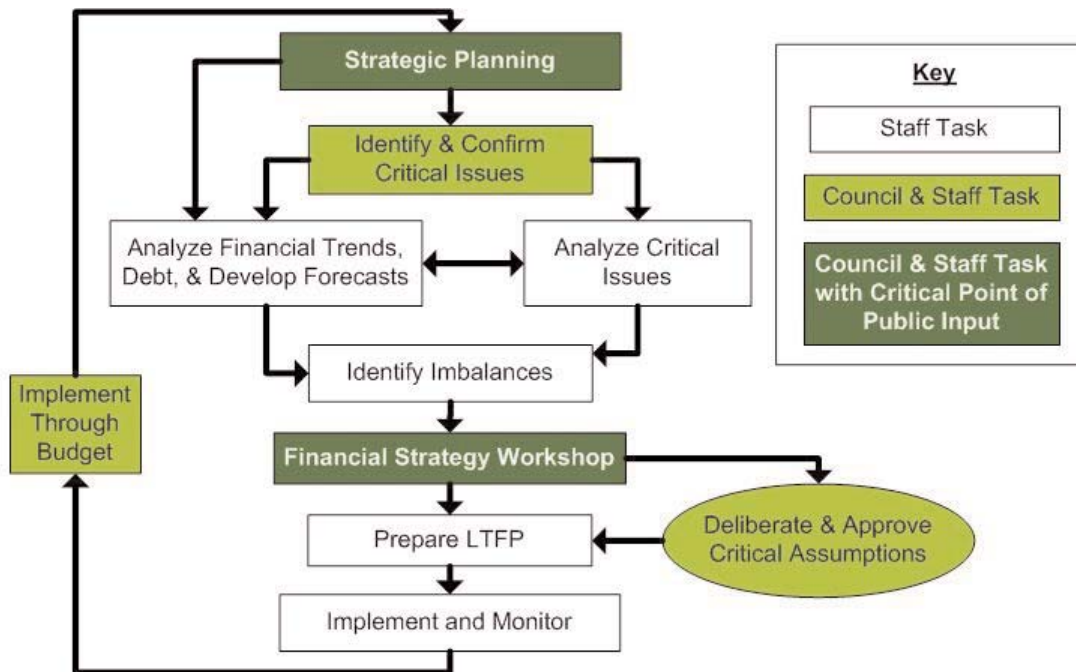 Strategic Planning
Identify & Confirm
Critical Issues
Analyze Financial Trends,
Debt, & Develop Forecasts
Analyze Critical
Issues
Identify Imbalances
Implement
Through
Budget
Financial Strategy Workshop
Deliberate & Approve
Critical Assumptions
Prepare LTFP
Implement and Monitor
Key
Staff Task
Council & Staff Task
Council & Staff Task
with Critical Point of
Public Input